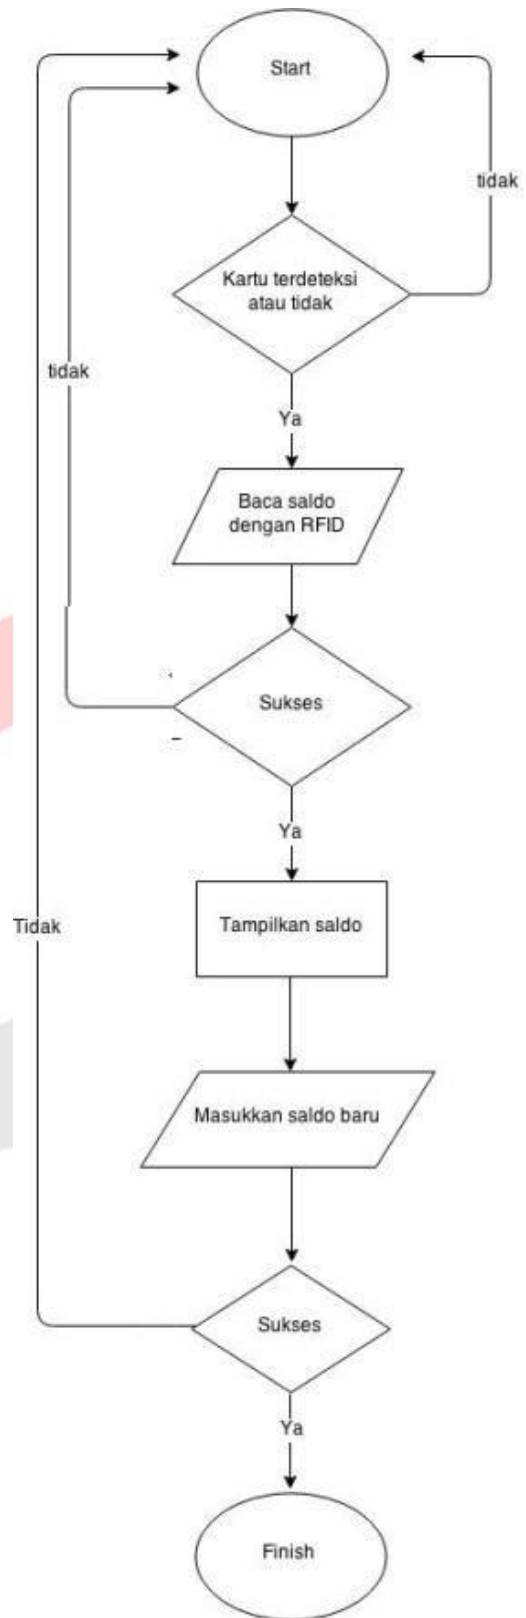 Start
tidak
Kartu terdeteksi
atau tidak
tidak
Ya
Baca saldo
dengan RFID
Sukses
Ya
Tampilkan saldo
Tidak
Masukkan saldo baru
Sukses
Ya
Finish